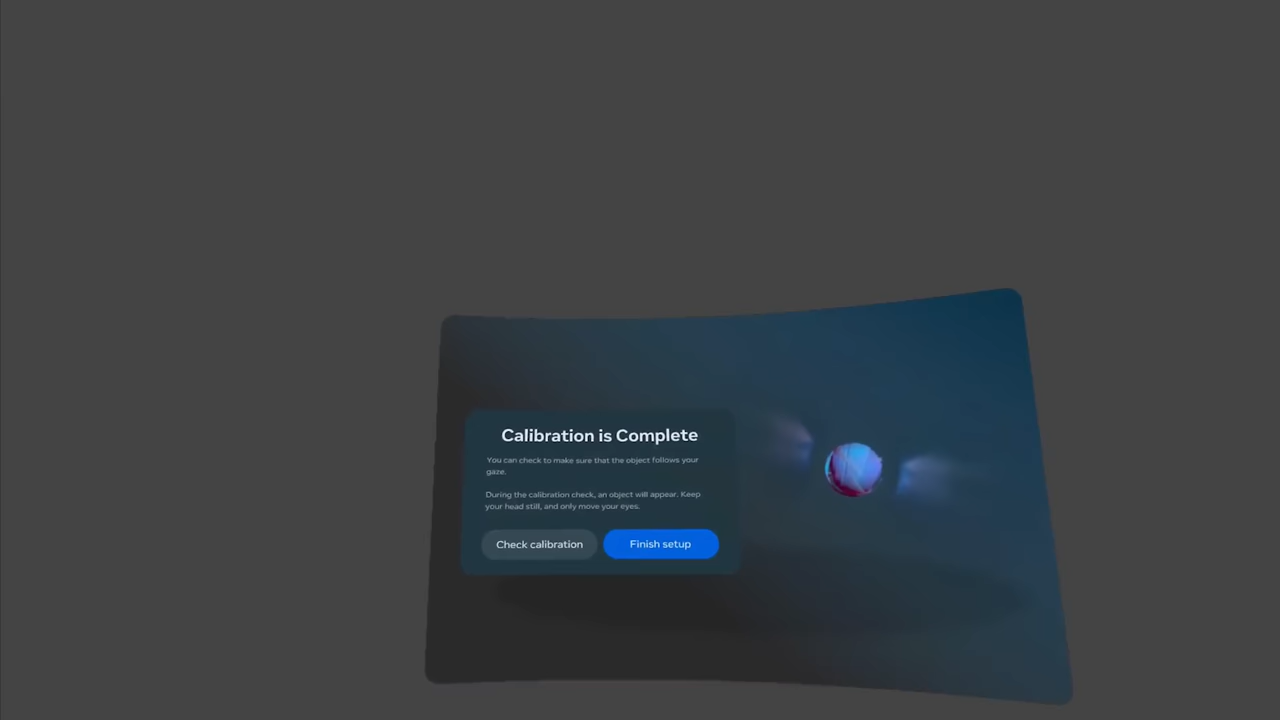 Calibration is Complete
You can check to make sure that the object follows your
gaze.
During the calibration check, an object will appear. Keep
your head still, and only move your eyes.
Check calibration
Finish setup